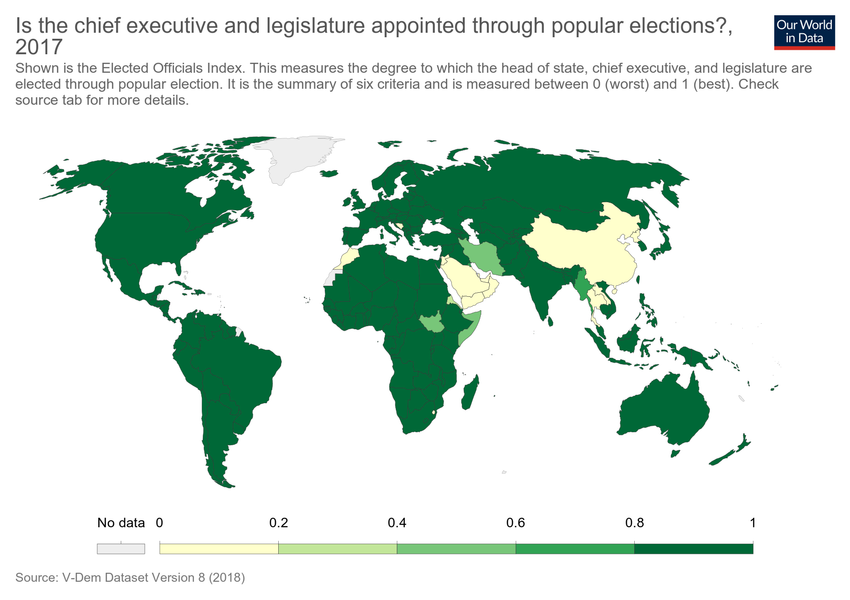 Is the chief executive and legislature appointed through popular elections?,
2017
Our World
in Data
Shown is the Elected Officials Index. This measures the degree to which the head of state, chief executive, and legislature are
elected through popular election. It is the summary of six criteria and is measured between 0 (worst) and 1 (best). Check
source tab for more details.
No data 0 0.2 0.4 0.6 0.8 1
Source: V-Dem Dataset Version 8 (2018)